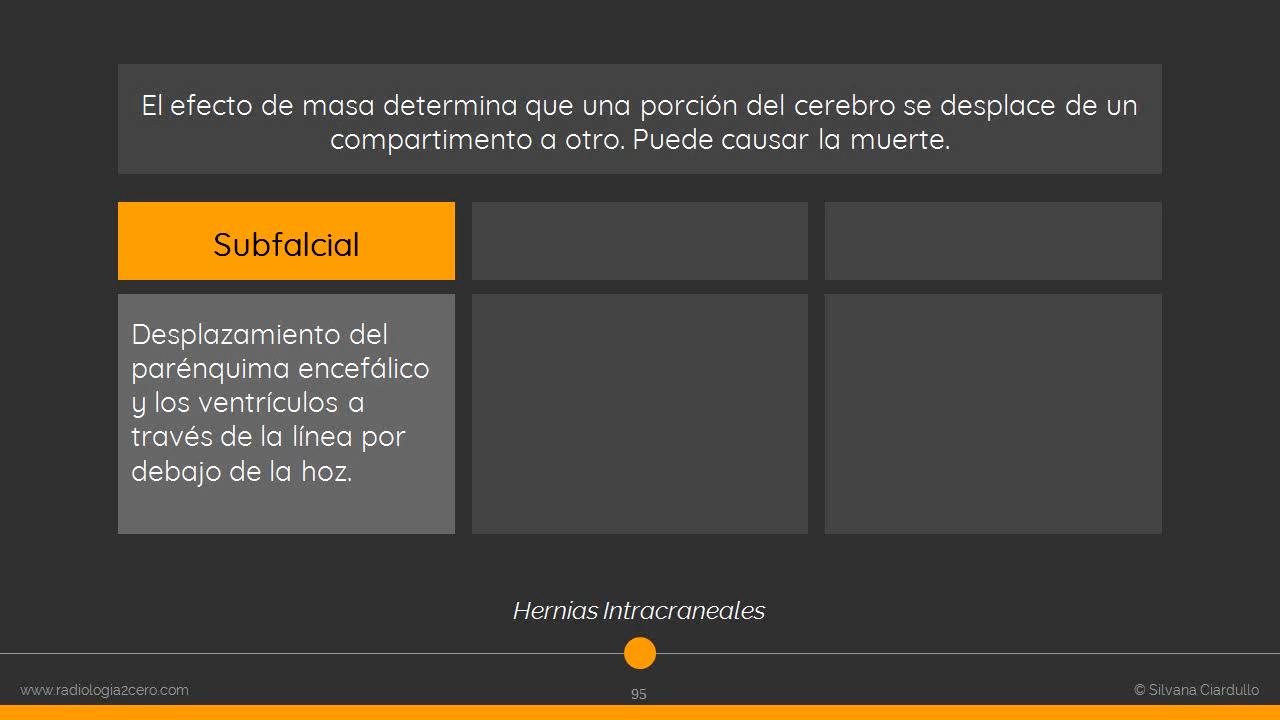 El efecto de masa determina que una porción del cerebro se desplace de un
compartimento a otro. Puede causar la muerte.
Subfalcial
Desplazamiento del
parénquima encefálico
y los ventrículos a
través de la línea por
debajo de la hoz.
Hernias Intracraneales
www.radiologia2cero.com
95
© Silvana Ciardullo